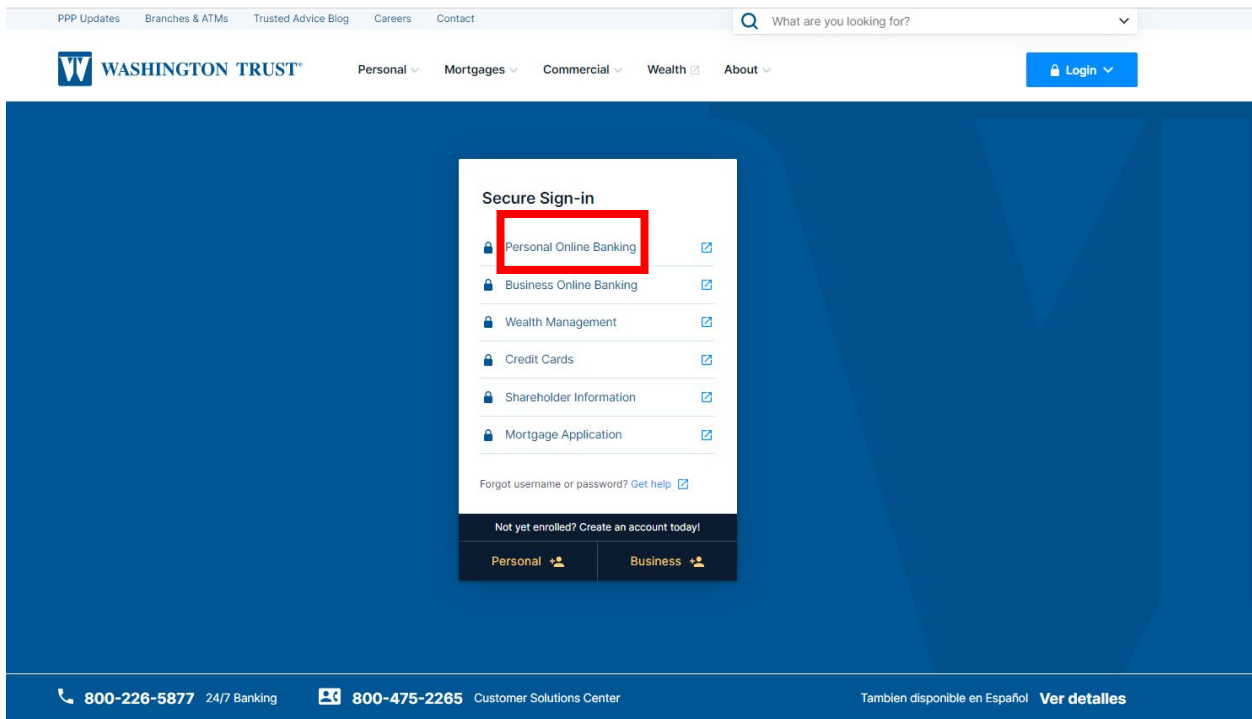 PPP Updates Branches & ATMs Trusted Advice Blog Careers Contact What are you looking for?
W WASHINGTON TRUST® Personal Mortgages Commercial Wealth About Login
Secure Sign-in
Personal Online Banking
Business Online Banking
Wealth Management
Credit Cards
Shareholder Information
Mortgage Application
Forgot username or password? Get help
Not yet enrolled? Create an account today!
Personal Business
800-226-5877 24/7 Banking 800-475-2265 Customer Solutions Center Tambien disponible en Español Ver detalles